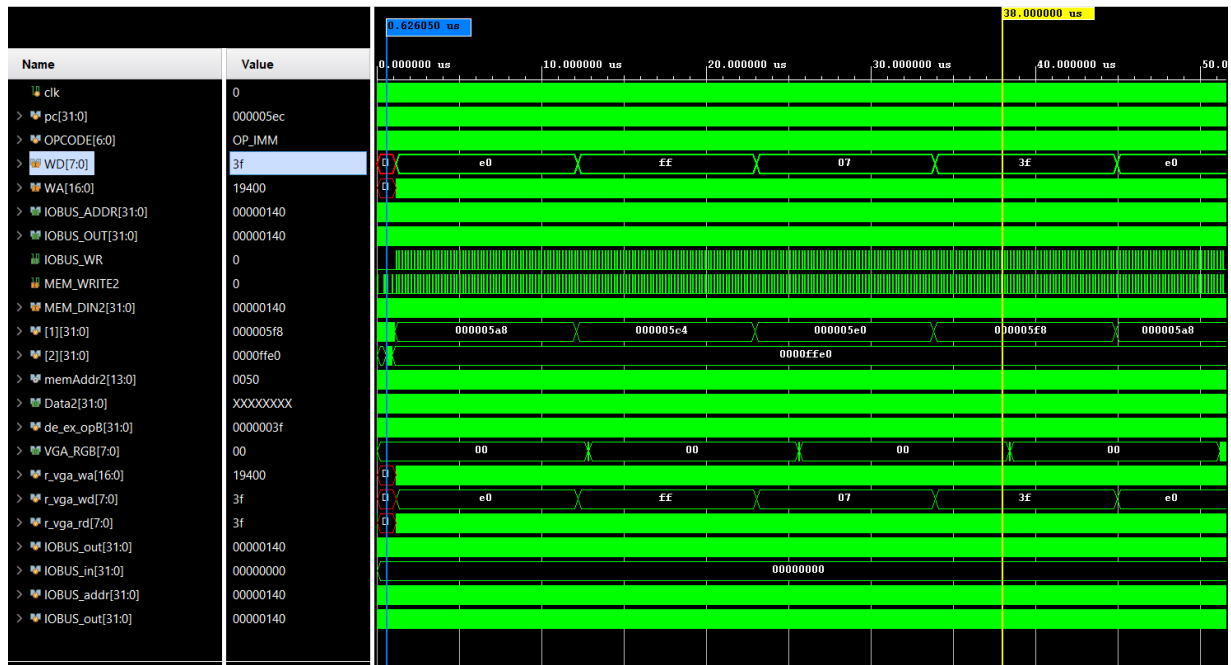 0.626050 us
38.000000 us
Name Value
0.000000 us 10.000000 us 20.000000 us 30.000000 us 40.000000 us 50.0
clk 0
pc[31:0] 000005ec
OPCODE[6:0] OP_IMM
WD[7:0] 3f e0 ff 07 3f e0
WA[16:0] 19400
IOBUS_ADDR[31:0] 00000140
IOBUS_OUT[31:0] 00000140
IOBUS_WR 0
MEM_WRITE2 0
MEM_DIN2[31:0] 00000140
[1][31:0] 000005f8 000005a8 000005c4 000005e0 000005f8 000005a8
[2][31:0] 0000ffe0 0000ffe0
memAddr2[13:0] 0050
Data2[31:0] XXXXXXXX
de_ex_opB[31:0] 0000003f
VGA_RGB[7:0] 00 00 00 00 00
r_vga_wa[16:0] 19400
r_vga_wd[7:0] 3f e0 ff 07 3f e0
r_vga_rd[7:0] 3f
IOBUS_out[31:0] 00000140
IOBUS_in[31:0] 00000000 00000000
IOBUS_addr[31:0] 00000140
IOBUS_out[31:0] 00000140